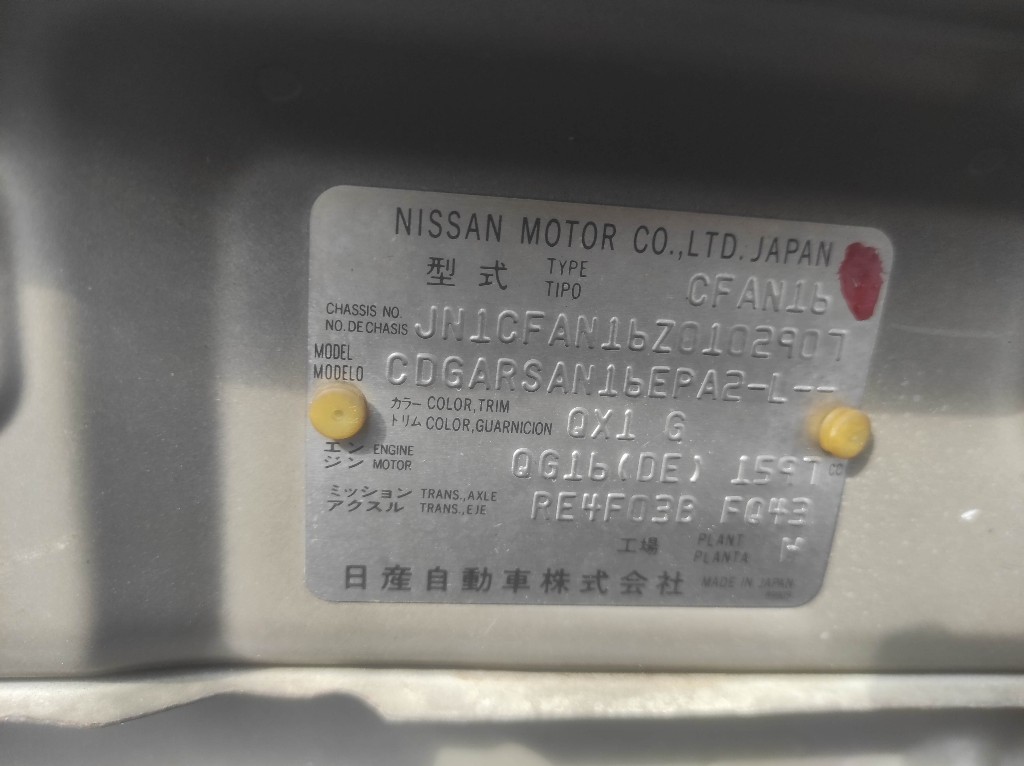 NISSAN MOTOR CO.,LTD. JAPAN
型式 TYPE TIPO CFAN16
CHASSIS NO. NO. DE CHASIS JN1CFAN16Z0102907
MODEL MODELO CDGARSAN16EPA2-L--
カラー COLOR,TRIM
トリム COLOR,GUARNICION QX1 G
エン ENGINE
ジン MOTOR QG16(DE) 1597 CC
ミッション TRANS.,AXLE
アクスル TRANS.,EJE RE4F03B FQ43
工場 PLANT PLANTA
日産自動車株式会社 MADE IN JAPAN